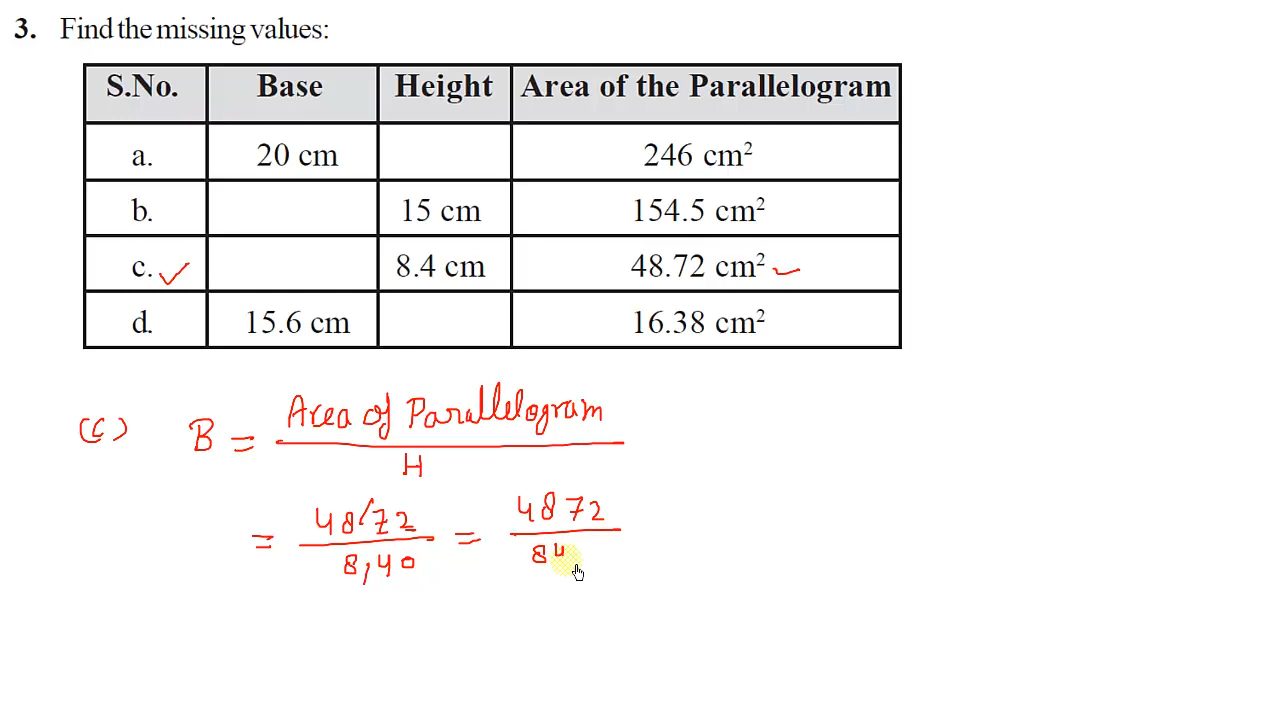 3. Find the missing values:
S.No. Base Height Area of the Parallelogram
a. 20 cm 246 cm²
b. 15 cm 154.5 cm²
c. 8.4 cm 48.72 cm²
d. 15.6 cm 16.38 cm²
(c) B = Area of Parallelogram
H
= 48/72 = 4872
8,40 84